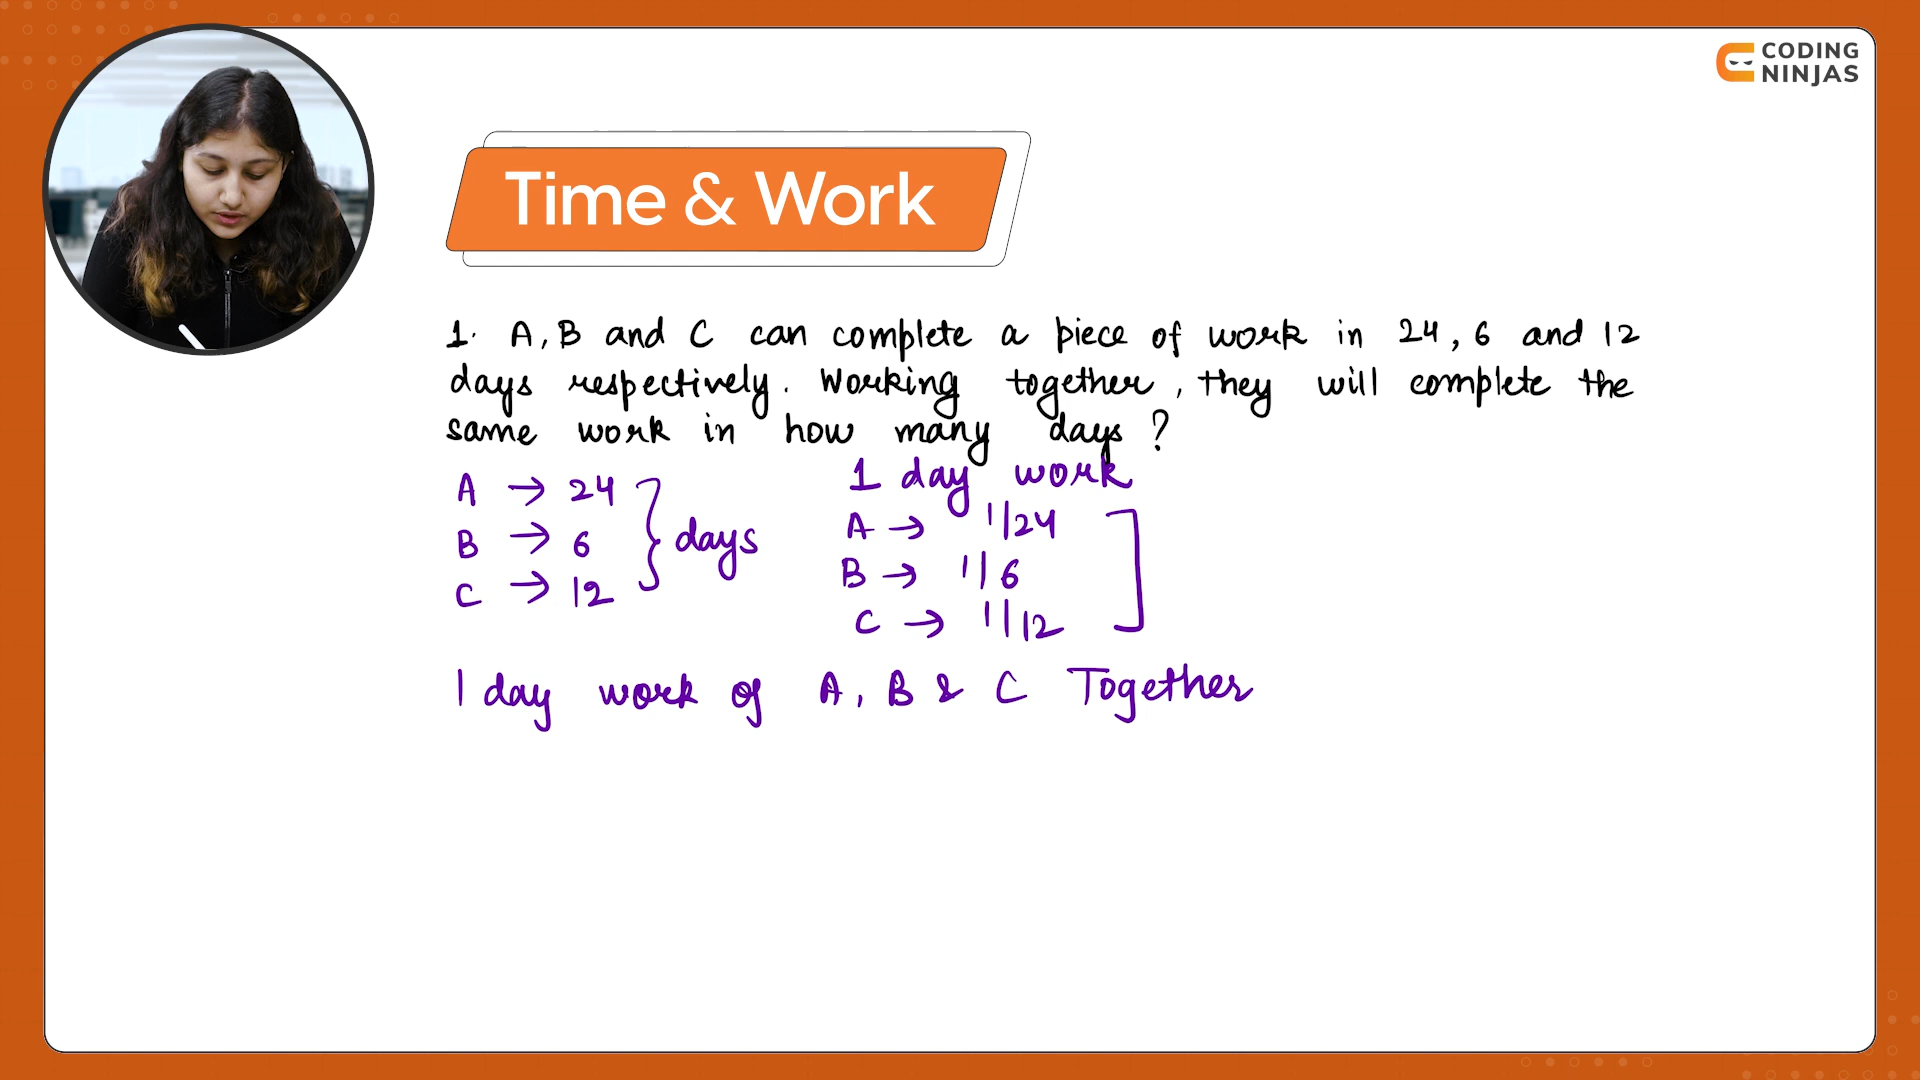 CODING
NINJAS
Time & Work
1. A, B and C can complete a piece of work in 24, 6 and 12
days respectively. Working together, they will complete the
same work in how many days?
A → 24
B → 6
C → 12
days
1 day work
A → 1/24
B → 1/6
C → 1/12
1 day work of A, B & C Together